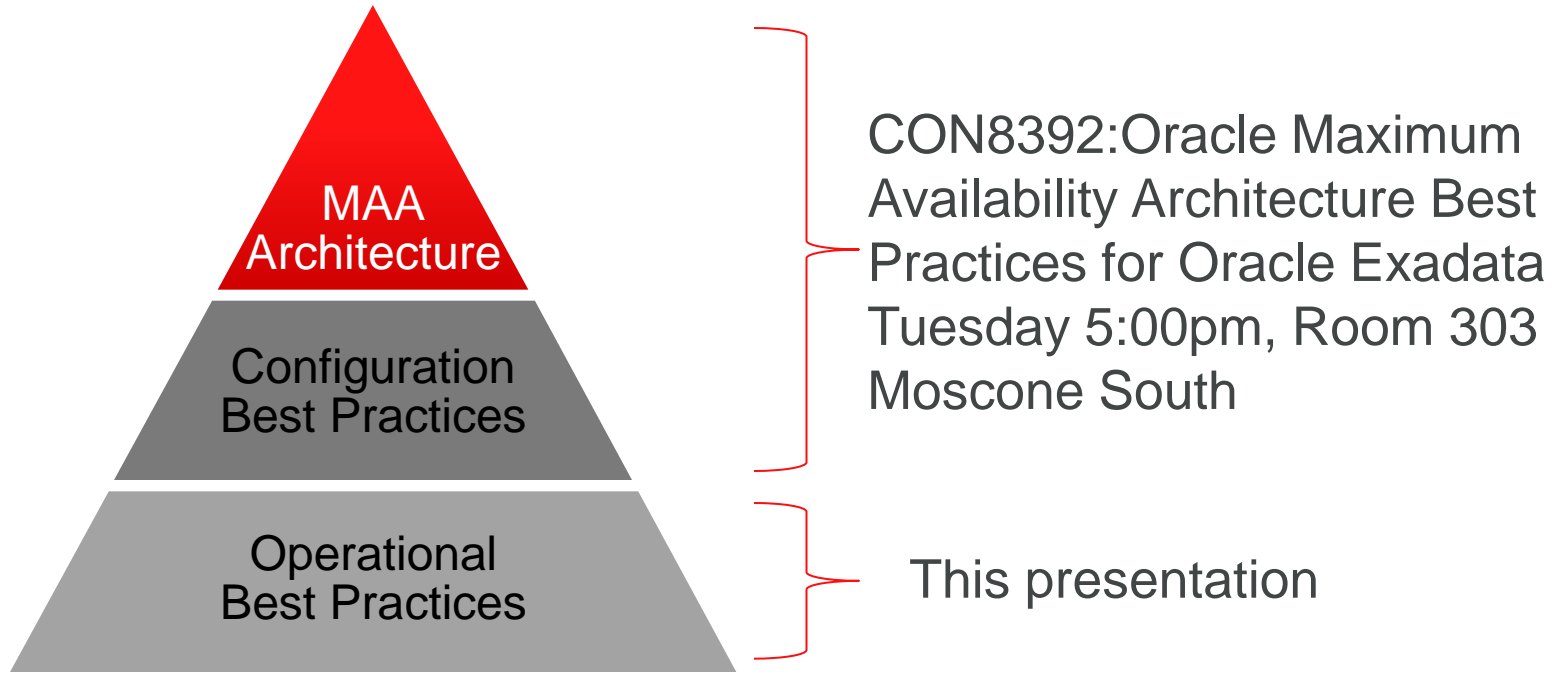 MAA
Architecture
Configuration
Best Practices
Operational
Best Practices
CON8392:Oracle Maximum
Availability Architecture Best
Practices for Oracle Exadata
Tuesday 5:00pm, Room 303
Moscone South
This presentation